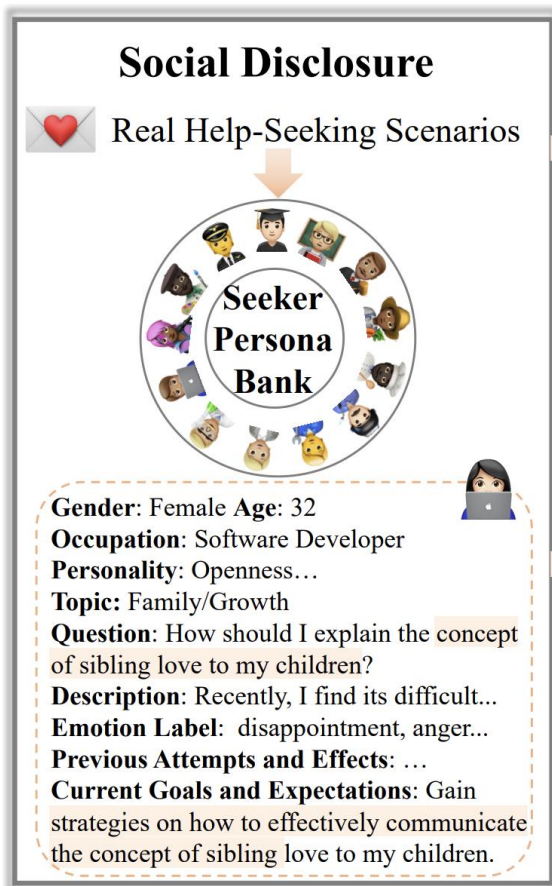 Social Disclosure
Real Help-Seeking Scenarios
Seeker
Persona
Bank
Gender: Female Age: 32
Occupation: Software Developer
Personality: Openness…
Topic: Family/Growth
Question: How should I explain the concept
of sibling love to my children?
Description: Recently, I find its difficult...
Emotion Label: disappointment, anger...
Previous Attempts and Effects: …
Current Goals and Expectations: Gain
strategies on how to effectively communicate
the concept of sibling love to my children.